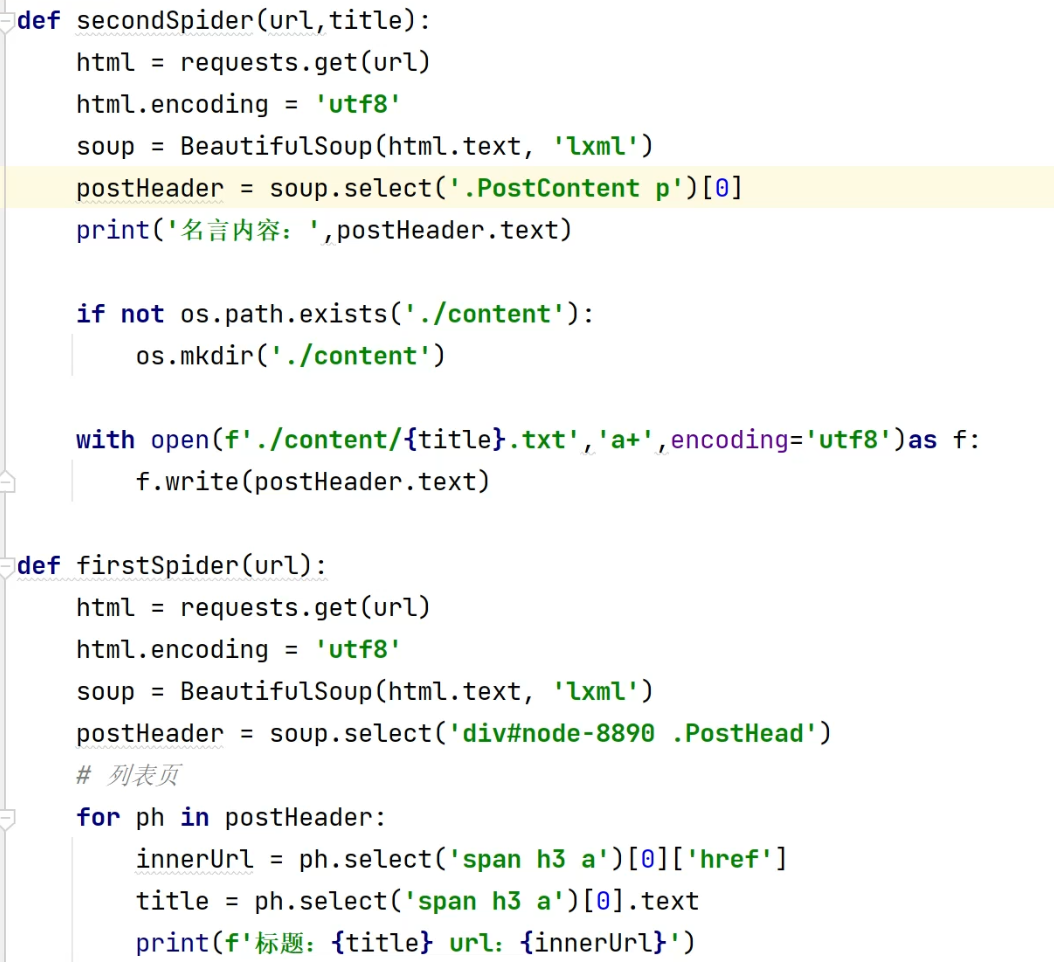 def secondSpider(url,title):
    html = requests.get(url)
    html.encoding = 'utf8'
    soup = BeautifulSoup(html.text, 'lxml')
    postHeader = soup.select('.PostContent p')[0]
    print('名言内容：',postHeader.text)

    if not os.path.exists('./content'):
        os.mkdir('./content')

    with open(f'./content/{title}.txt','a+',encoding='utf8')as f:
        f.write(postHeader.text)

def firstSpider(url):
    html = requests.get(url)
    html.encoding = 'utf8'
    soup = BeautifulSoup(html.text, 'lxml')
    postHeader = soup.select('div#node-8890 .PostHead')
    # 列表页
    for ph in postHeader:
        innerUrl = ph.select('span h3 a')[0]['href']
        title = ph.select('span h3 a')[0].text
        print(f'标题：{title} url：{innerUrl}')